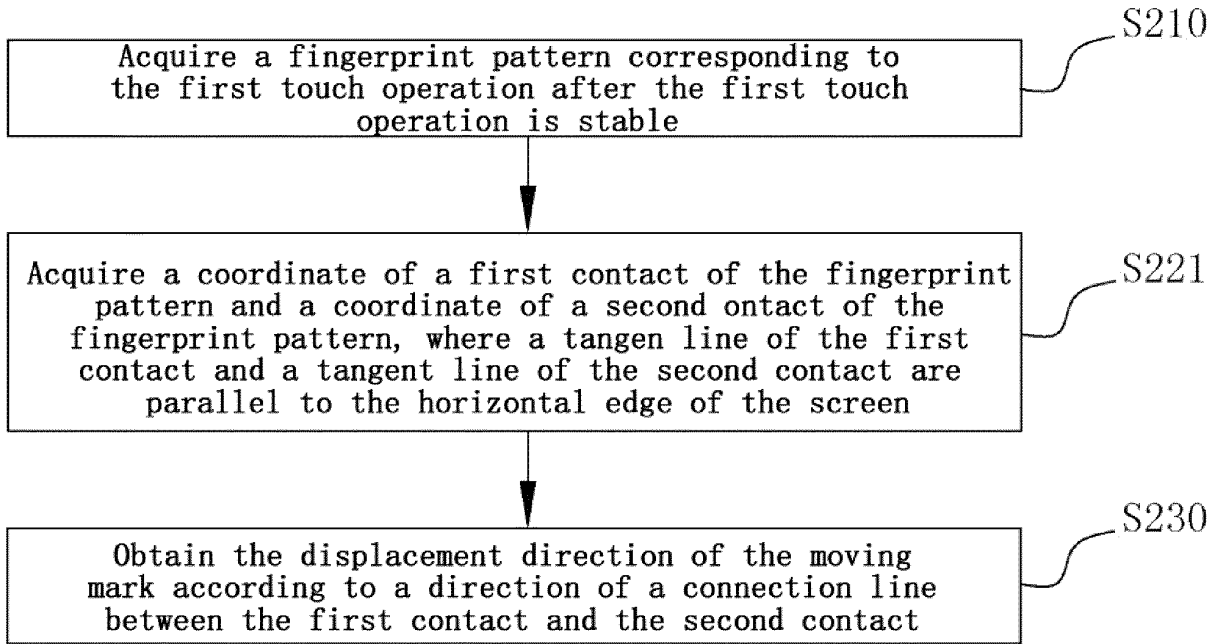 S210
Acquire a fingerprint pattern corresponding to
the first touch operation after the first touch
operation is stable
S221
Acquire a coordinate of a first contact of the fingerprint
pattern and a coordinate of a second ontact of the
fingerprint pattern, where a tangen line of the first
contact and a tangent line of the second contact are
parallel to the horizontal edge of the screen
S230
Obtain the displacement direction of the moving
mark according to a direction of a connection line
between the first contact and the second contact